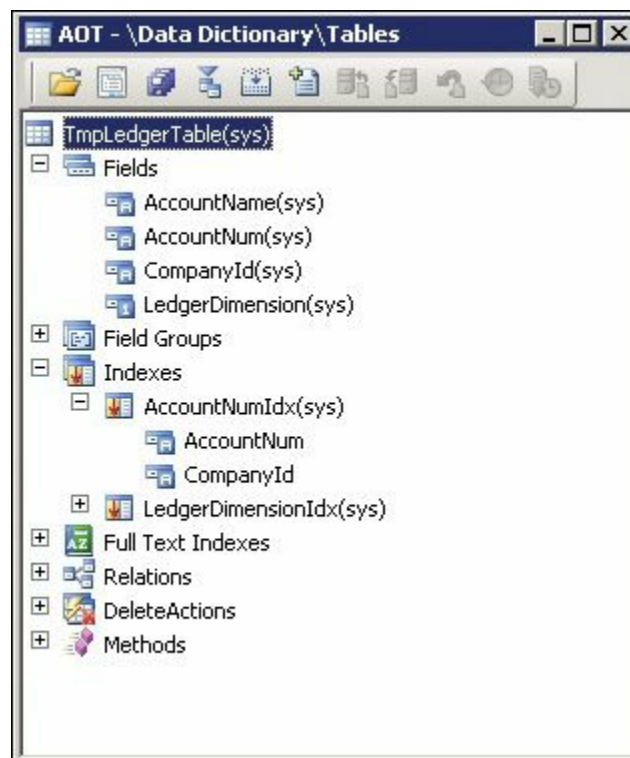 AOT - \Data Dictionary\Tables
TmpLedgerTable(sys)
Fields
AccountName(sys)
AccountNum(sys)
CompanyId(sys)
LedgerDimension(sys)
Field Groups
Indexes
AccountNumIdx(sys)
AccountNum
CompanyId
LedgerDimensionIdx(sys)
Full Text Indexes
Relations
DeleteActions
Methods